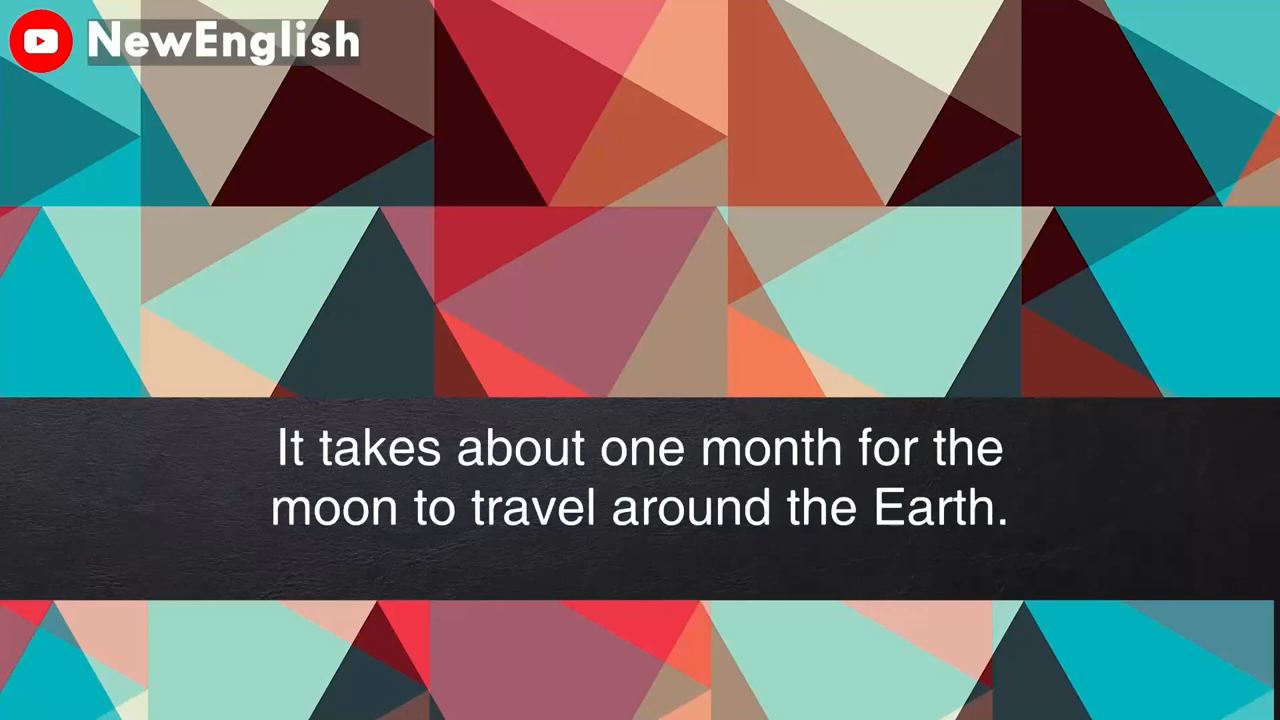 NewEnglish
It takes about one month for the
moon to travel around the Earth.